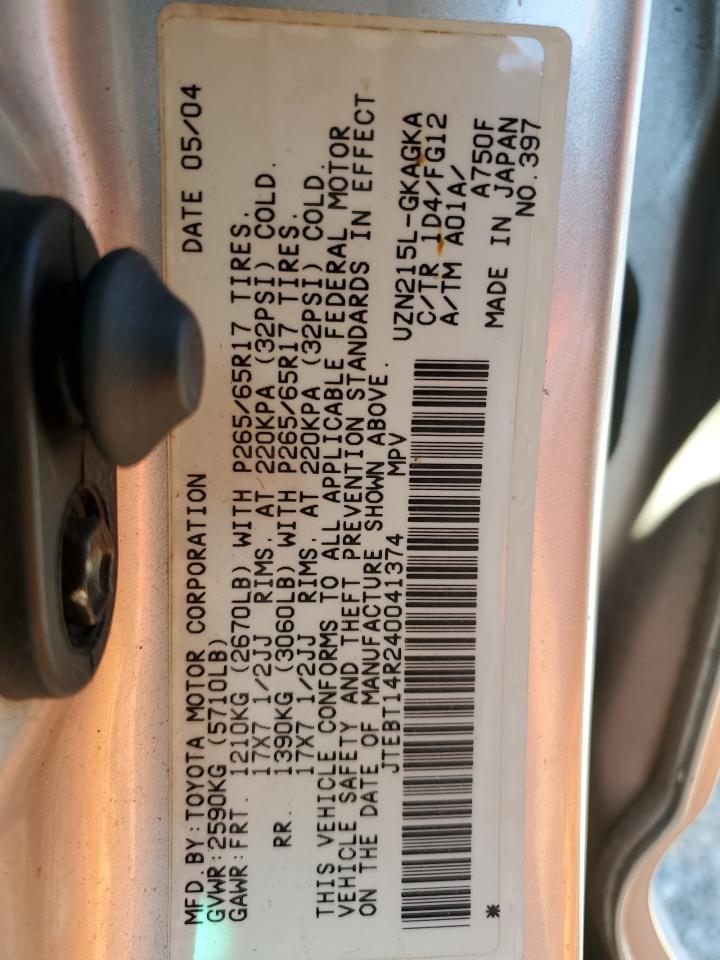 MFD.BY:TOYOTA MOTOR CORPORATION DATE 05/04
GVWR:2590KG (5710LB)
GAWR:FRT. 1210KG (2670LB) WITH P265/65R17 TIRES.
17X7 1/2JJ RIMS. AT 220KPA (32PSI) COLD.
RR. 1390KG (3060LB) WITH P265/65R17 TIRES.
17X7 1/2JJ RIMS. AT 220KPA (32PSI) COLD.
THIS VEHICLE CONFORMS TO ALL APPLICABLE FEDERAL MOTOR
VEHICLE SAFETY AND THEFT PREVENTION STANDARDS IN EFFECT
ON THE DATE OF MANUFACTURE SHOWN ABOVE.
JTEBT14R240041374 MPV
UZN215L-GKAGKA
C/TR 1D4/FG12
A/TM A01A/
A750F
MADE IN JAPAN
NO.397